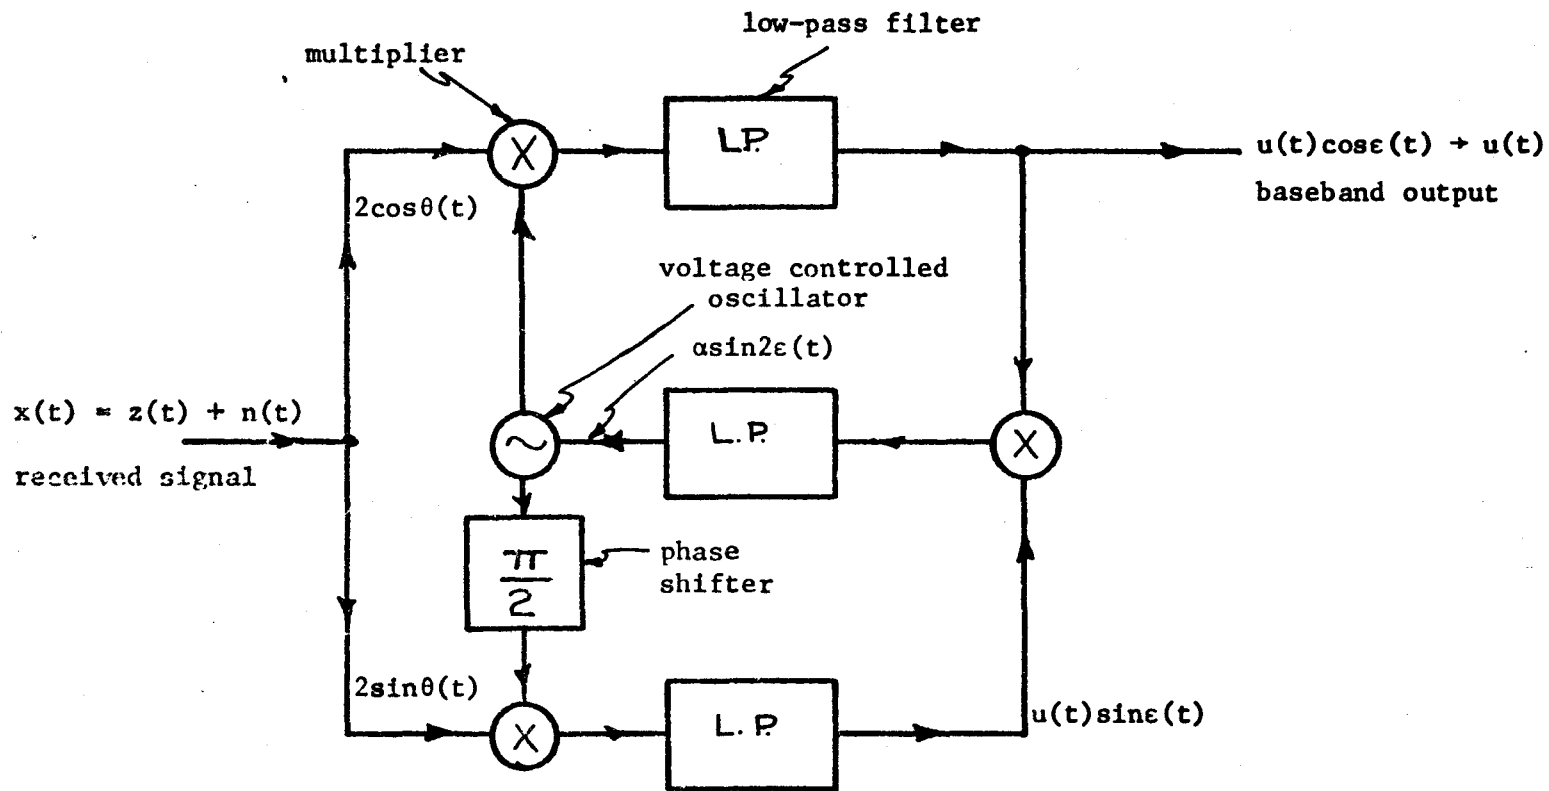 low-pass filter
multiplier
X
L.P.
u(t)cosε(t) → u(t)
baseband output
2cosθ(t)
voltage controlled
oscillator
αsin2ε(t)
x(t) = z(t) + n(t)
received signal
~
L.P.
X
π
2
phase
shifter
2sinθ(t)
X
L.P.
u(t)sinε(t)